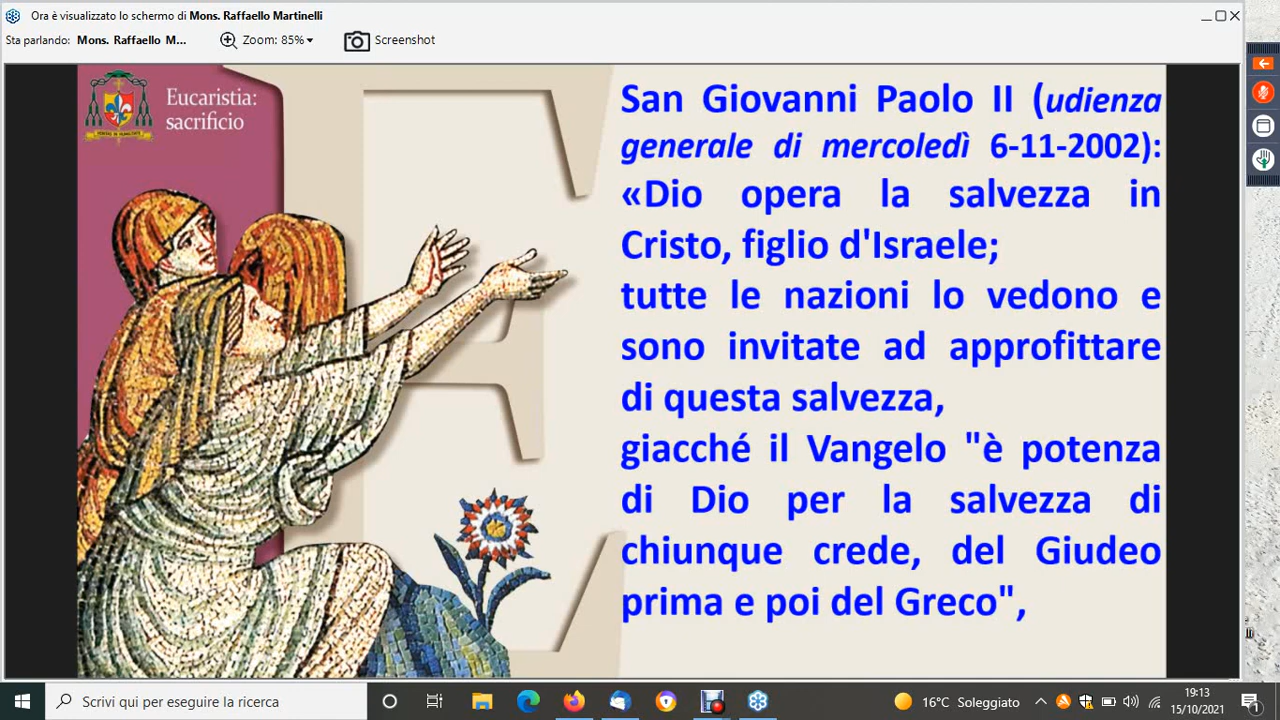 Ora è visualizzato lo schermo di Mons. Raffaello Martinelli
Sta parlando: Mons. Raffaello M... Zoom: 85% Screenshot
Eucaristia:
sacrificio
San Giovanni Paolo II (udienza
generale di mercoledì 6-11-2002):
«Dio opera la salvezza in
Cristo, figlio d'Israele;
tutte le nazioni lo vedono e
sono invitate ad approfittare
di questa salvezza,
giacché il Vangelo "è potenza
di Dio per la salvezza di
chiunque crede, del Giudeo
prima e poi del Greco",
Scrivi qui per eseguire la ricerca
16°C Soleggiato
19:13
15/10/2021
1